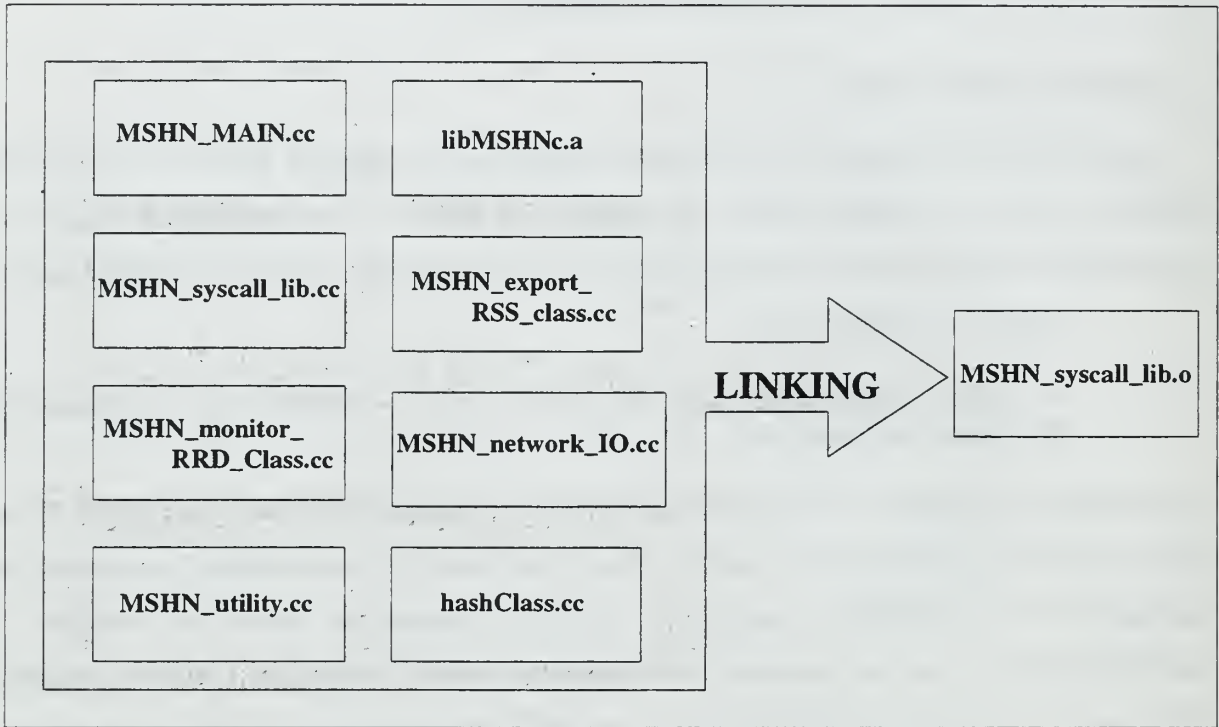 MSHN_MAIN.cc
libMSHNc.a
MSHN_syscall_lib.cc
MSHN_export_
RSS_class.cc
MSHN_monitor_
RRD_Class.cc
MSHN_network_IO.cc
MSHN_utility.cc
hashClass.cc
LINKING
MSHN_syscall_lib.o